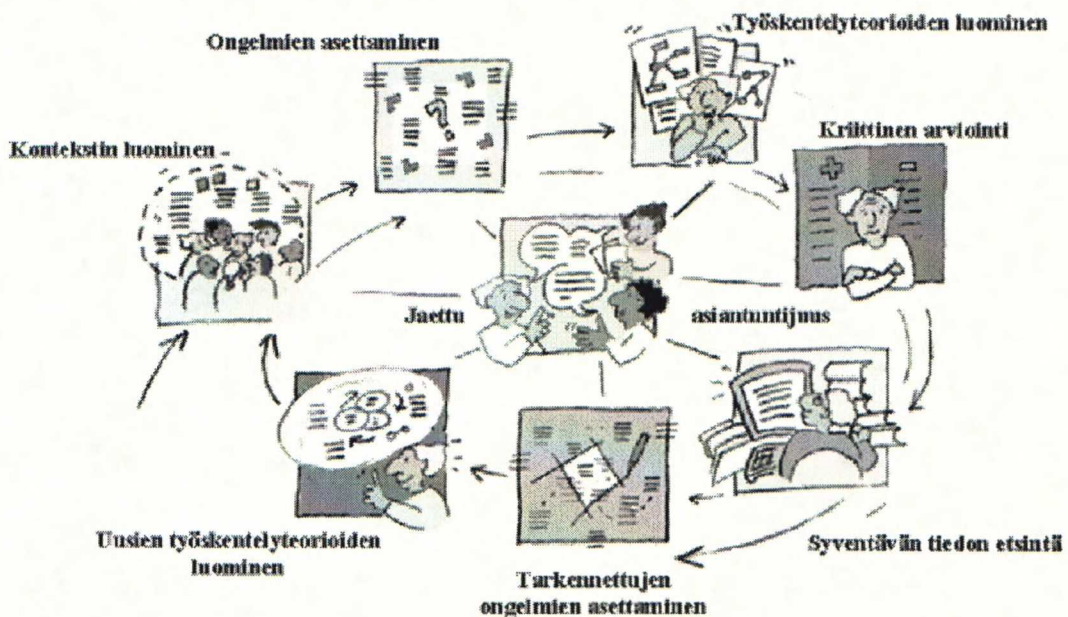 Työskentelyteorioiden luominen
Ongelmien asettaminen
Kriittinen arviointi
Kontekstin luominen
Jaettu
asiantuntijuus
Uusien työskentelyteorioiden
luominen
Syventävän tiedon etsintä
Tarkennettujen
ongelmien asettaminen